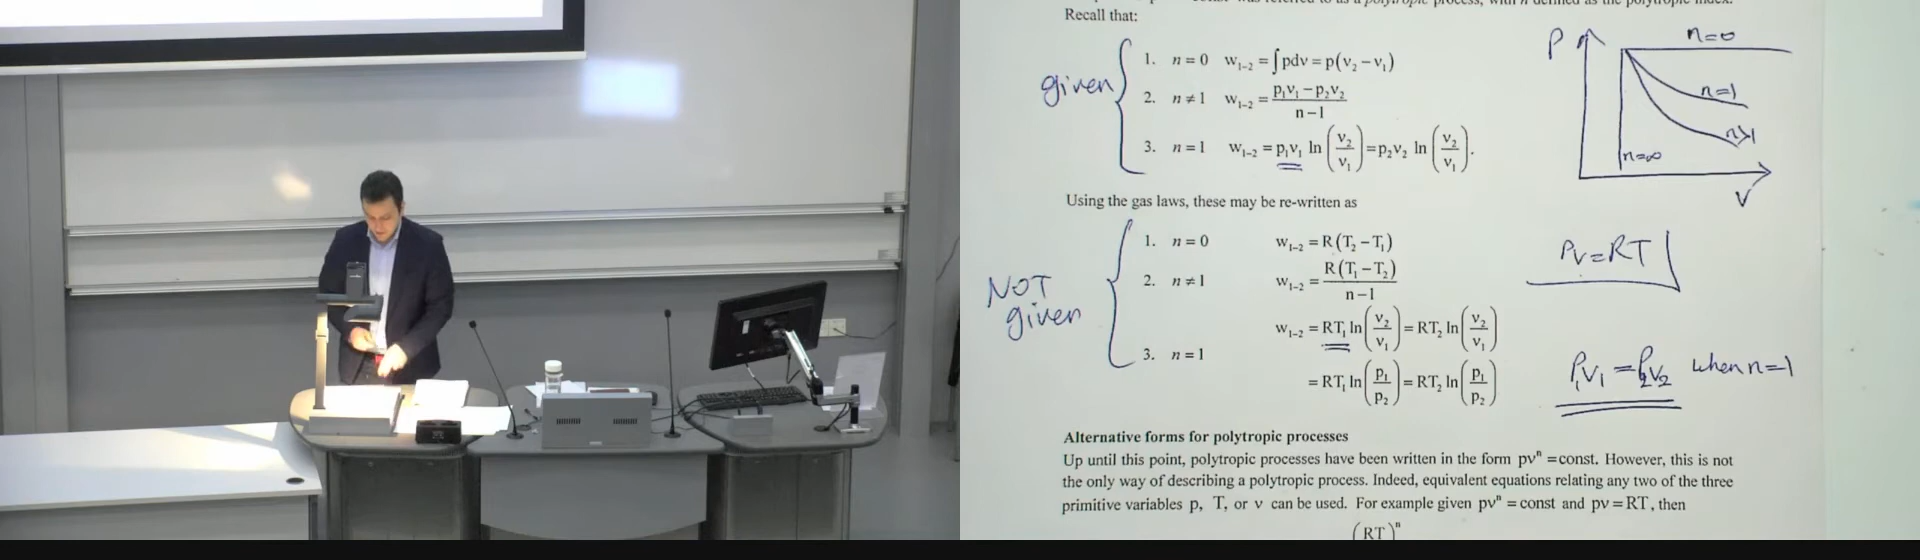 Recall that:
given
1. n = 0 w₁₋₂ = ∫pdv = p(v₂ − v₁)
2. n ≠ 1 w₁₋₂ = (p₁v₁ − p₂v₂)/(n − 1)
3. n = 1 w₁₋₂ = p₁v₁ ln(v₂/v₁) = p₂v₂ ln(v₂/v₁).
P
n=0
n=1
n>1
n=∞
V
Using the gas laws, these may be re-written as
NOT
given
1. n = 0 w₁₋₂ = R(T₂ − T₁)
2. n ≠ 1 w₁₋₂ = R(T₁ − T₂)/(n − 1)
3. n = 1 w₁₋₂ = RT₁ ln(v₂/v₁) = RT₂ ln(v₂/v₁)
= RT₁ ln(p₁/p₂) = RT₂ ln(p₁/p₂)
Pv=RT
P₁v₁ = P₂v₂ when n=1
Alternative forms for polytropic processes
Up until this point, polytropic processes have been written in the form pvⁿ = const. However, this is not
the only way of describing a polytropic process. Indeed, equivalent equations relating any two of the three
primitive variables p, T, or v can be used. For example given pvⁿ = const and pv = RT, then
(RT)ⁿ